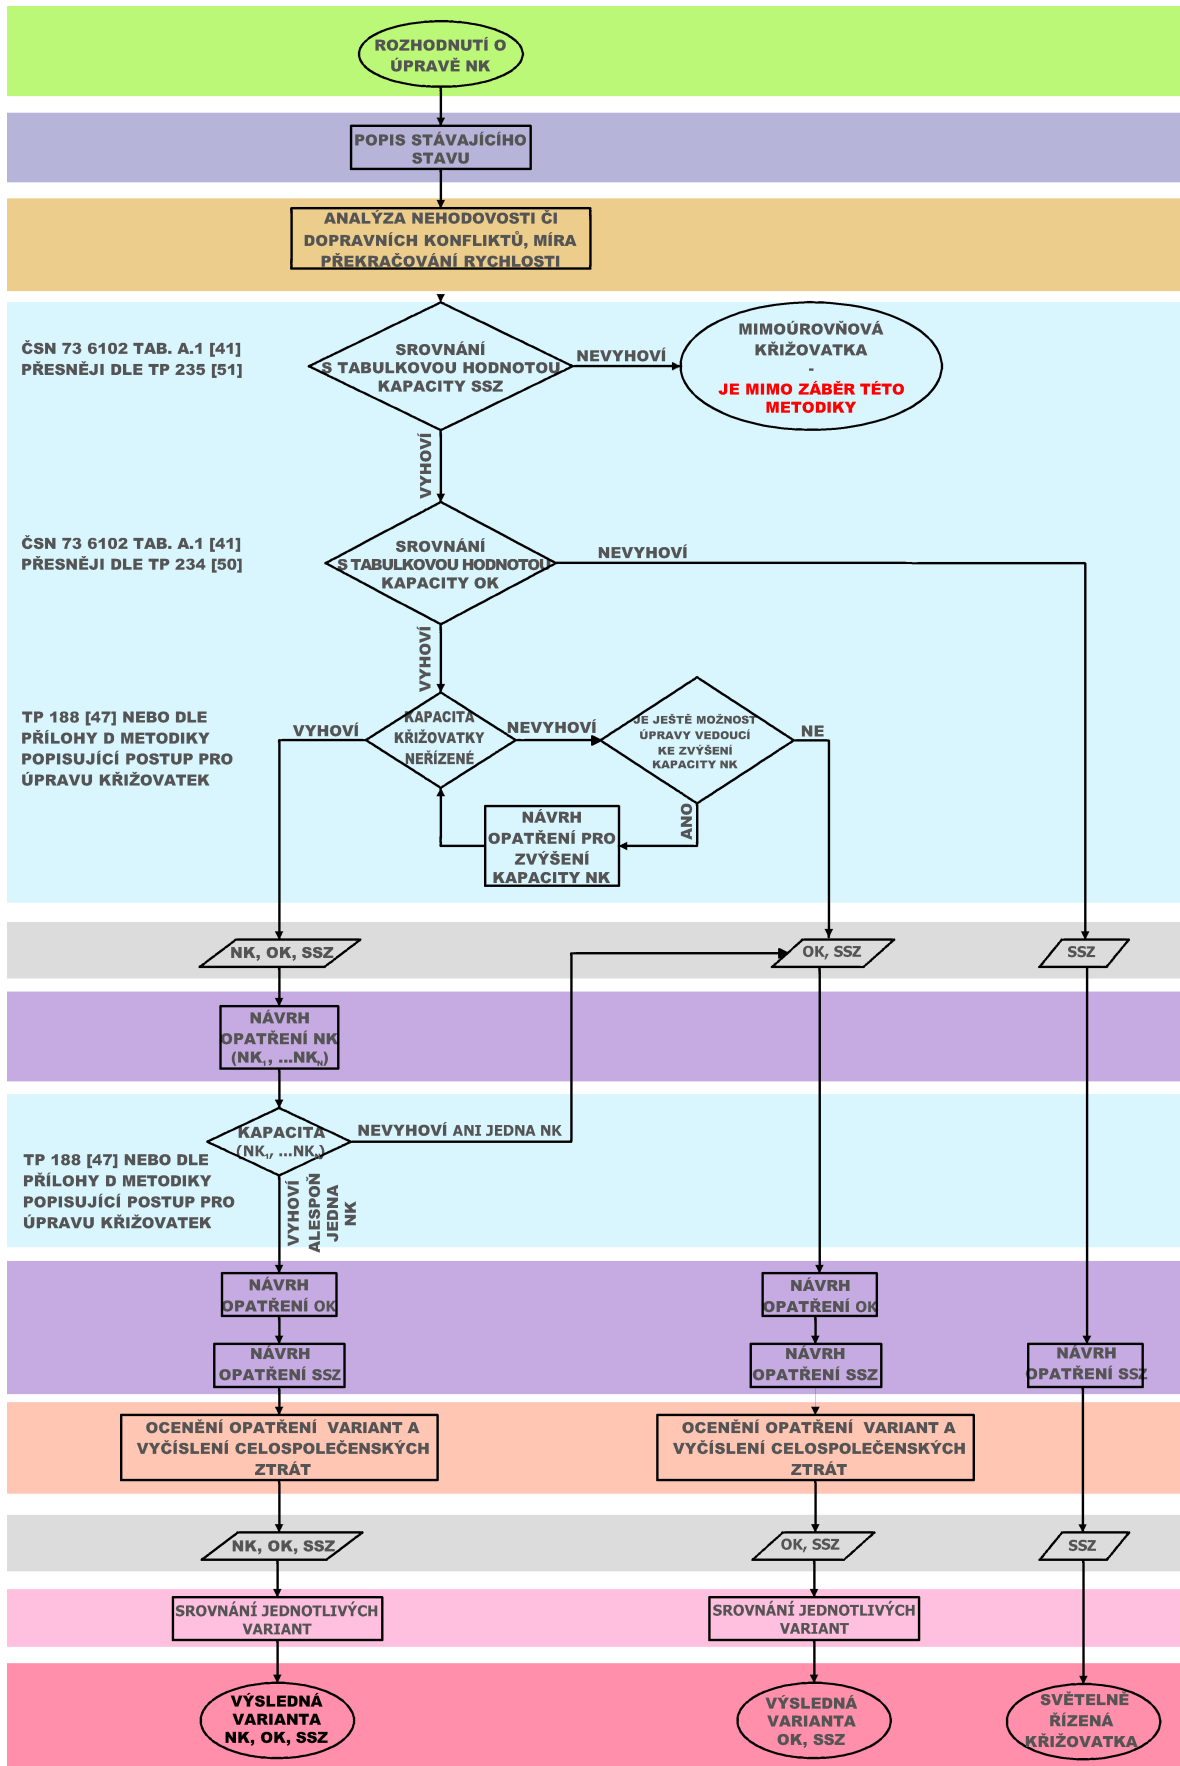 ROZHODNUTÍ O
ÚPRAVĚ NK
POPIS STÁVAJÍCÍHO
STAVU
ANALÝZA NEHODOVOSTI ČI
DOPRAVNÍCH KONFLIKTŮ, MÍRA
PŘEKRAČOVÁNÍ RYCHLOSTI
ČSN 73 6102 TAB. A.1 [41]
PŘESNĚJI DLE TP 235 [51]
SROVNÁNÍ
S TABULKOVOU HODNOTOU
KAPACITY SSZ
NEVYHOVÍ
MIMOÚROVŇOVÁ
KŘIŽOVATKA
-
JE MIMO ZÁBĚR TÉTO
METODIKY
VYHOVÍ
ČSN 73 6102 TAB. A.1 [41]
PŘESNĚJI DLE TP 234 [50]
SROVNÁNÍ
S TABULKOVOU HODNOTOU
KAPACITY OK
NEVYHOVÍ
VYHOVÍ
TP 188 [47] NEBO DLE
PŘÍLOHY D METODIKY
POPISUJÍCÍ POSTUP PRO
ÚPRAVU KŘIŽOVATEK
VYHOVÍ
KAPACITA
KŘIŽOVATKY
NEŘÍZENÉ
NEVYHOVÍ
JE JEŠTĚ MOŽNOST
ÚPRAVY VEDOUCÍ
KE ZVÝŠENÍ
KAPACITY NK
NE
ANO
NÁVRH
OPATŘENÍ PRO
ZVÝŠENÍ
KAPACITY NK
NK, OK, SSZ
OK, SSZ
SSZ
NÁVRH
OPATŘENÍ NK
(NK₁, ...NKₙ)
KAPACITA
(NK₁, ...NKₙ)
NEVYHOVÍ ANI JEDNA NK
TP 188 [47] NEBO DLE
PŘÍLOHY D METODIKY
POPISUJÍCÍ POSTUP PRO
ÚPRAVU KŘIŽOVATEK
VYHOVÍ
ALESPOŇ
JEDNA
NK
NÁVRH
OPATŘENÍ OK
NÁVRH
OPATŘENÍ OK
NÁVRH
OPATŘENÍ SSZ
NÁVRH
OPATŘENÍ SSZ
NÁVRH
OPATŘENÍ SSZ
OCENĚNÍ OPATŘENÍ VARIANT A
VYČÍSLENÍ CELOSPOLEČENSKÝCH
ZTRÁT
OCENĚNÍ OPATŘENÍ VARIANT A
VYČÍSLENÍ CELOSPOLEČENSKÝCH
ZTRÁT
NK, OK, SSZ
OK, SSZ
SSZ
SROVNÁNÍ JEDNOTLIVÝCH
VARIANT
SROVNÁNÍ JEDNOTLIVÝCH
VARIANT
VÝSLEDNÁ
VARIANTA
NK, OK, SSZ
VÝSLEDNÁ
VARIANTA
OK, SSZ
SVĚTELNĚ
ŘÍZENÁ
KŘIŽOVATKA